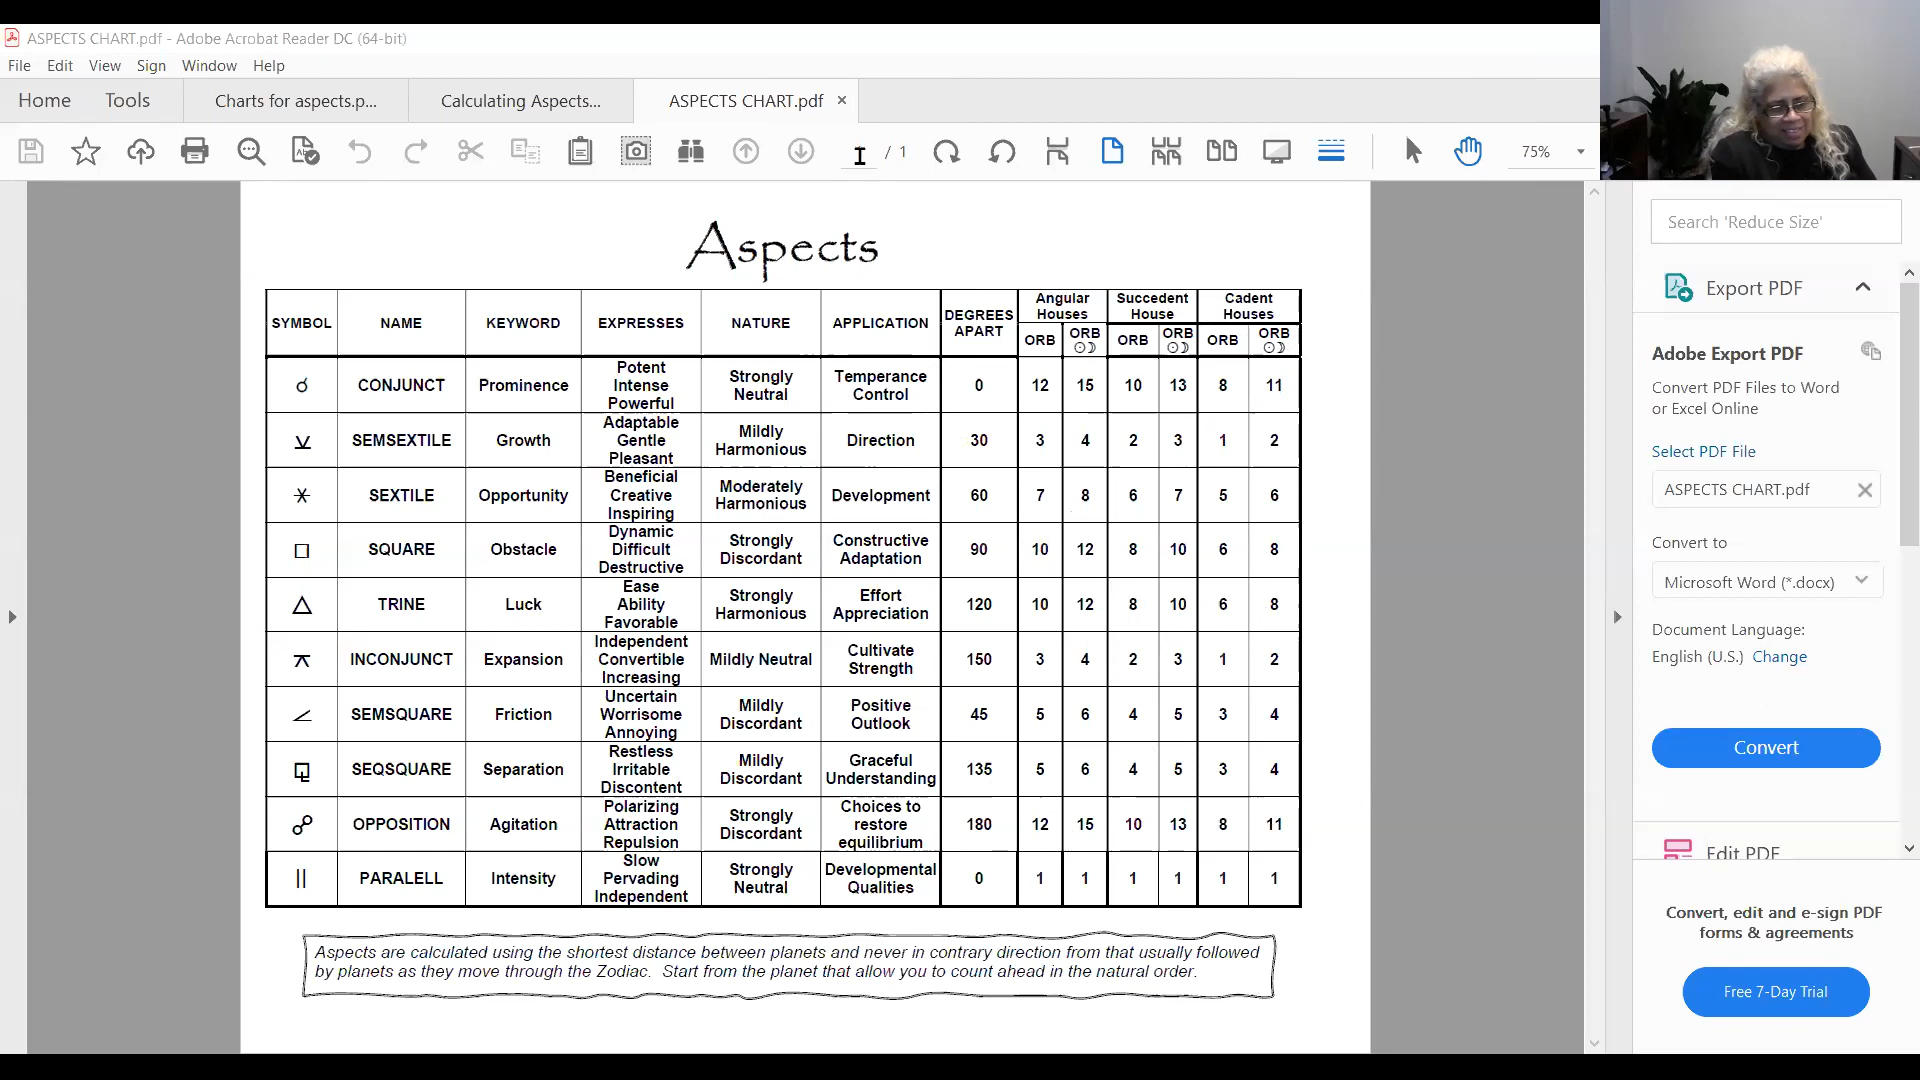 ASPECTS CHART.pdf - Adobe Acrobat Reader DC (64-bit)
File Edit View Sign Window Help
Home Tools Charts for aspects.p... Calculating Aspects... ASPECTS CHART.pdf ×
/ 1 75%
Aspects
SYMBOL NAME KEYWORD EXPRESSES NATURE APPLICATION DEGREES APART Angular Houses Succedent House Cadent Houses
ORB ORB ☉☽ ORB ORB ☉☽ ORB ORB ☉☽
☌ CONJUNCT Prominence Potent Intense Powerful Strongly Neutral Temperance Control 0 12 15 10 13 8 11
⚺ SEMSEXTILE Growth Adaptable Gentle Pleasant Mildly Harmonious Direction 30 3 4 2 3 1 2
⚹ SEXTILE Opportunity Beneficial Creative Inspiring Moderately Harmonious Development 60 7 8 6 7 5 6
□ SQUARE Obstacle Dynamic Difficult Destructive Strongly Discordant Constructive Adaptation 90 10 12 8 10 6 8
△ TRINE Luck Ease Ability Favorable Strongly Harmonious Effort Appreciation 120 10 12 8 10 6 8
⚻ INCONJUNCT Expansion Independent Convertible Increasing Mildly Neutral Cultivate Strength 150 3 4 2 3 1 2
∠ SEMSQUARE Friction Uncertain Worrisome Annoying Mildly Discordant Positive Outlook 45 5 6 4 5 3 4
⚼ SEQSQUARE Separation Restless Irritable Discontent Mildly Discordant Graceful Understanding 135 5 6 4 5 3 4
☍ OPPOSITION Agitation Polarizing Attraction Repulsion Strongly Discordant Choices to restore equilibrium 180 12 15 10 13 8 11
|| PARALELL Intensity Slow Pervading Independent Strongly Neutral Developmental Qualities 0 1 1 1 1 1 1
Aspects are calculated using the shortest distance between planets and never in contrary direction from that usually followed
by planets as they move through the Zodiac. Start from the planet that allow you to count ahead in the natural order.
Search 'Reduce Size'
Export PDF
Adobe Export PDF
Convert PDF Files to Word
or Excel Online
Select PDF File
ASPECTS CHART.pdf
Convert to
Microsoft Word (*.docx)
Document Language:
English (U.S.) Change
Convert
Edit PDF
Convert, edit and e-sign PDF
forms & agreements
Free 7-Day Trial